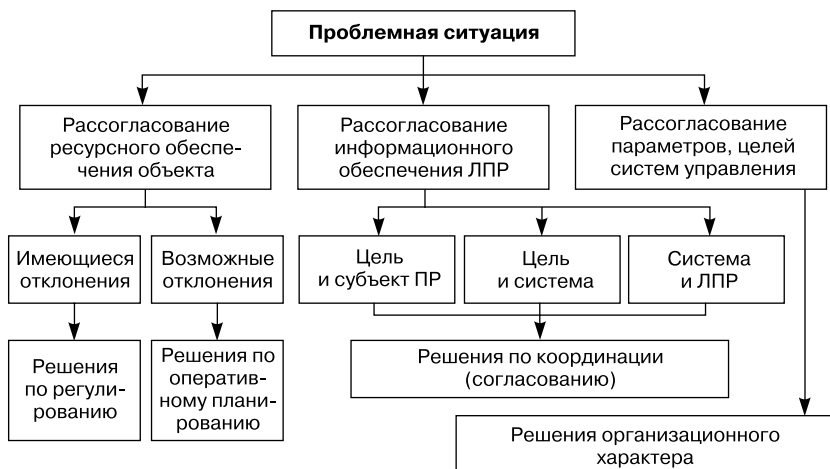 Проблемная ситуация
Рассогласование
ресурсного обеспе-
чения объекта
Рассогласование
информационного
обеспечения ЛПР
Рассогласование
параметров, целей
систем управления
Имеющиеся
отклонения
Возможные
отклонения
Цель
и субъект ПР
Цель
и система
Система
и ЛПР
Решения
по регули-
рованию
Решения по
оператив-
ному плани-
рованию
Решения по координации
(согласованию)
Решения организационного
характера